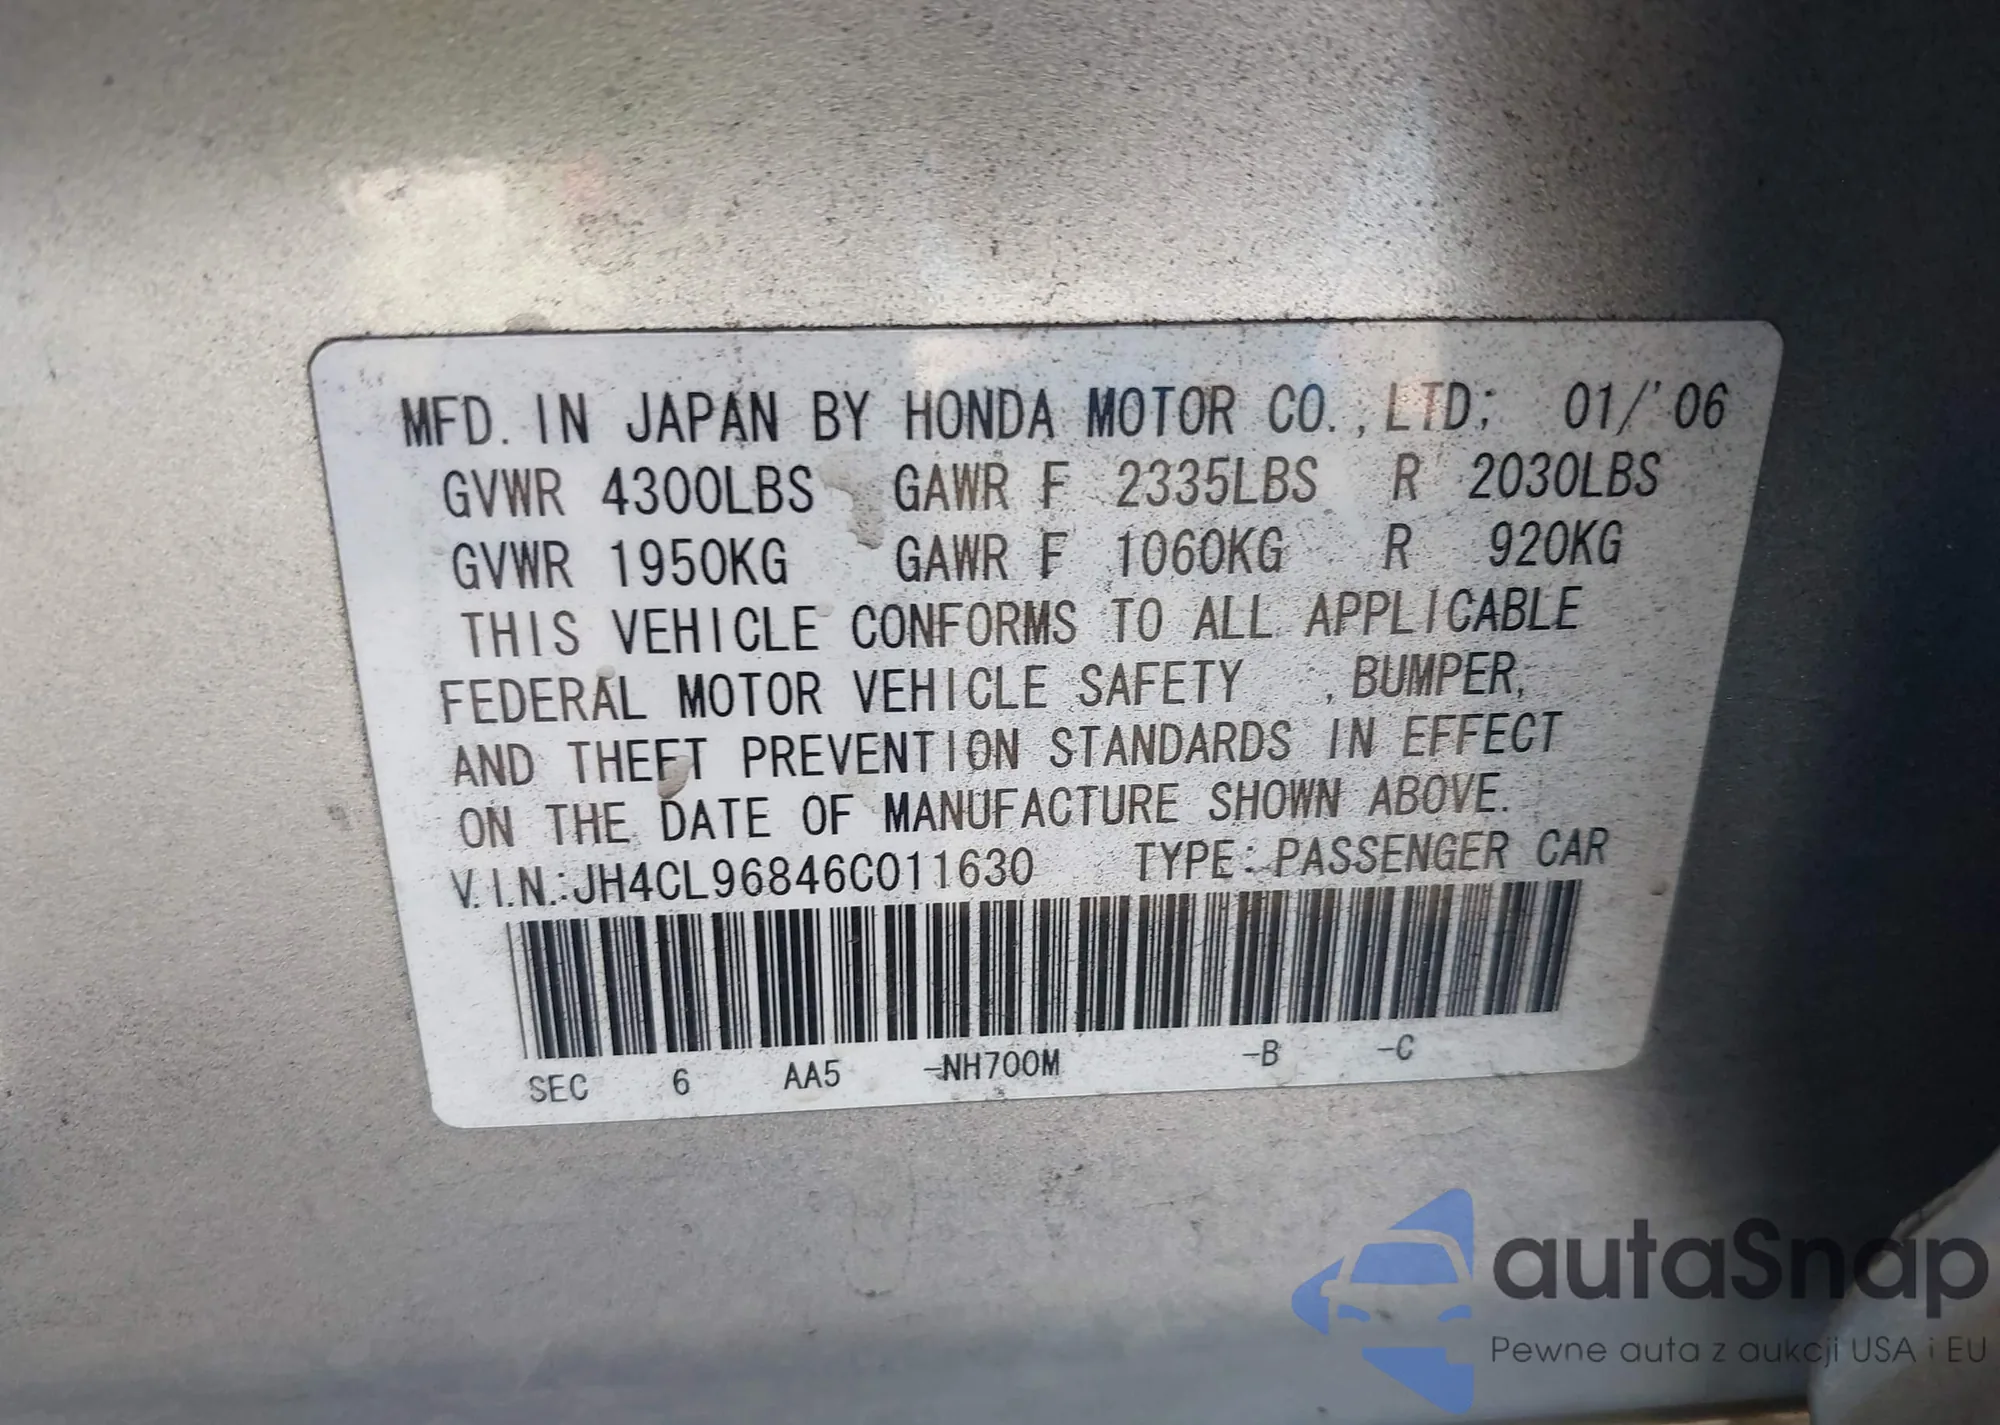 MFD. IN JAPAN BY HONDA MOTOR CO.,LTD; 01/'06
GVWR 4300LBS GAWR F 2335LBS R 2030LBS
GVWR 1950KG GAWR F 1060KG R 920KG
THIS VEHICLE CONFORMS TO ALL APPLICABLE
FEDERAL MOTOR VEHICLE SAFETY , BUMPER,
AND THEFT PREVENTION STANDARDS IN EFFECT
ON THE DATE OF MANUFACTURE SHOWN ABOVE.
V.I.N.:JH4CL96846C011630 TYPE:PASSENGER CAR
SEC 6 AA5 -NH700M -B -C
autaSnap
Pewne auta z aukcji USA i EU